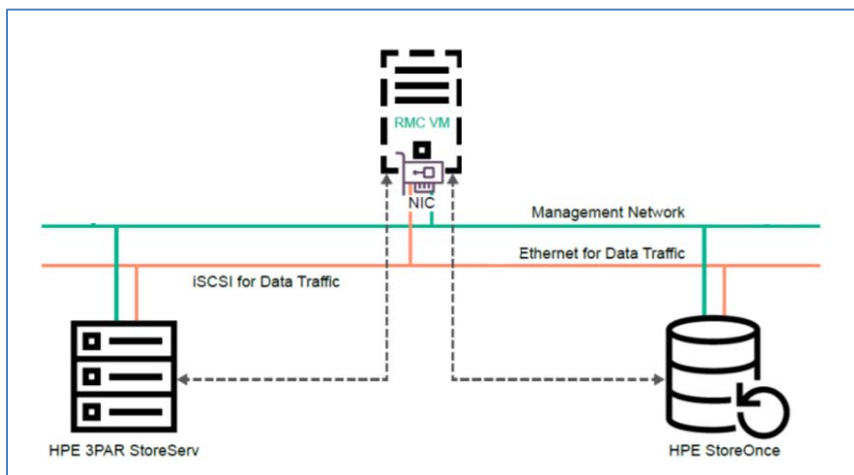 RMC VM
NIC
Management Network
Ethernet for Data Traffic
iSCSI for Data Traffic
HPE 3PAR StoreServ
HPE StoreOnce